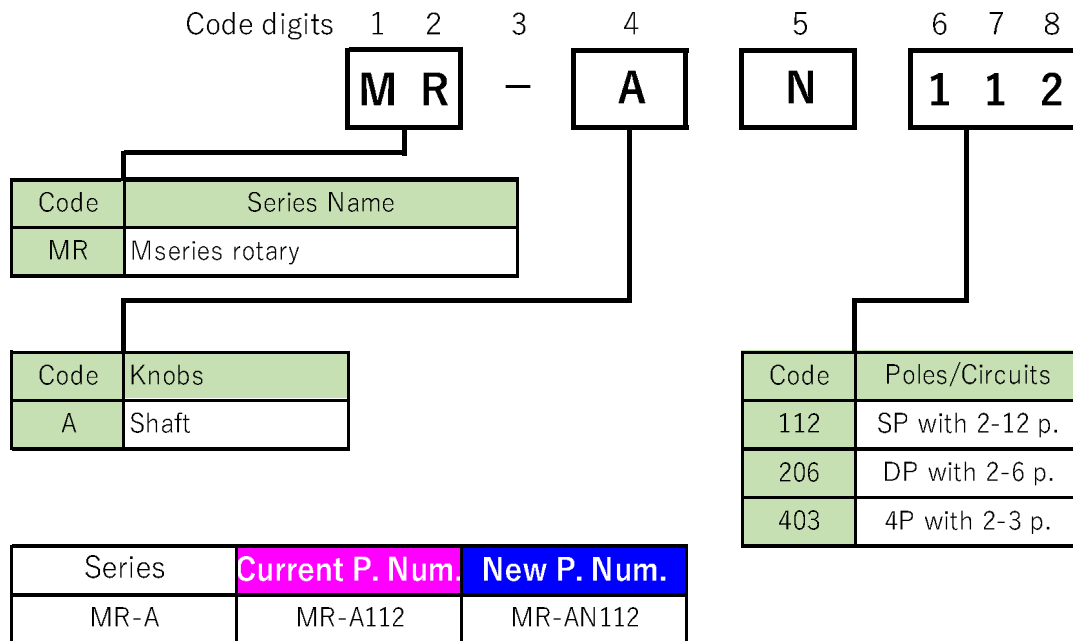 Code digits 1 2 3 4 5 6 7 8
M R – A N 1 1 2
Code Series Name
MR Mseries rotary
Code Knobs
A Shaft
Code Poles/Circuits
112 SP with 2-12 p.
206 DP with 2-6 p.
403 4P with 2-3 p.
Series Current P. Num. New P. Num.
MR-A MR-A112 MR-AN112